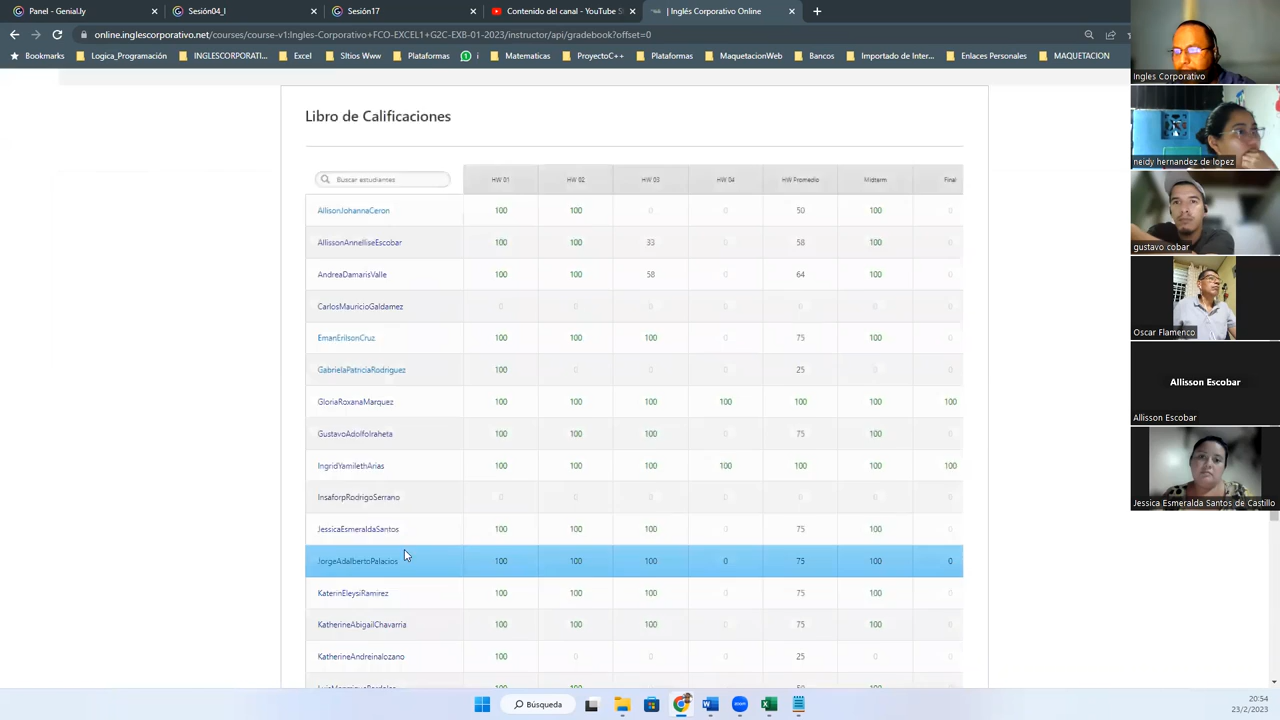 Panel - Genial.ly
Sesión04_I
Sesión17
Contenido del canal - YouTube S
| Inglés Corporativo Online
online.inglescorporativo.net/courses/course-v1:Ingles-Corporativo+FCO-EXCEL1+G2C-EXB-01-2023/instructor/api/gradebook?offset=0
Bookmarks Logica_Programación INGLESCORPORATI... Excel Sitios Www Plataformas Matematicas ProyectoC++ Plataformas MaquetacionWeb Bancos Importado de Inter... Enlaces Personales MAQUETACION
Libro de Calificaciones
Buscar estudiantes HW 01 HW 02 HW 03 HW 04 HW Promedio Midterm Final
AllisonJohannaCeron 100 100 0 0 50 100 0
AllissonAnnelliseEscobar 100 100 33 0 58 100 0
AndreaDamarisValle 100 100 58 0 64 100 0
CarlosMauricioGaldamez 0 0 0 0 0 0 0
EmanErilsonCruz 100 100 100 0 75 100 0
GabrielaPatriciaRodriguez 100 0 0 0 25 0 0
GloriaRoxanaMarquez 100 100 100 100 100 100 100
GustavoAdolfoIraheta 100 100 100 0 75 100 0
IngridYamilethArias 100 100 100 100 100 100 100
InsaforpRodrigoSerrano 0 0 0 0 0 0 0
JessicaEsmeraldaSantos 100 100 100 0 75 100 0
JorgeAdalbertoPalacios 100 100 100 0 75 100 0
KaterinEleysiRamirez 100 100 100 0 75 100 0
KatherineAbigailChavarria 100 100 100 0 75 100 0
KatherineAndreinalozano 100 0 0 0 25 0 0
Ingles Corporativo
neidy hernandez de lopez
gustavo cobar
Oscar Flamenco
Allisson Escobar
Allisson Escobar
Jessica Esmeralda Santos de Castillo
Búsqueda
20:54
23/2/2023